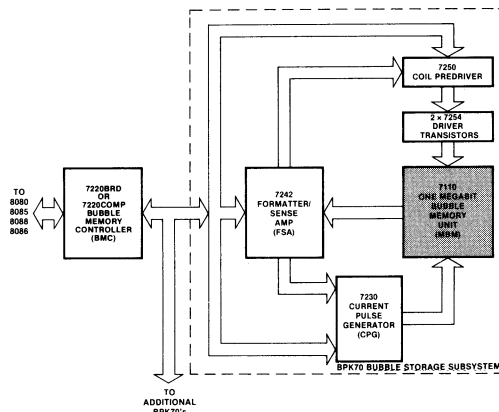 7250
COIL PREDRIVER
2 × 7254
DRIVER
TRANSISTORS
TO
8080
8085
8088
8086
7220BRD
OR
7220COMP
BUBBLE
MEMORY
CONTROLLER
(BMC)
7242
FORMATTER/
SENSE
AMP
(FSA)
7110
ONE MEGABIT
BUBBLE
MEMORY
UNIT
(MBM)
7230
CURRENT
PULSE
GENERATOR
(CPG)
BPK70 BUBBLE STORAGE SUBSYSTEM
TO
ADDITIONAL
BPK70's